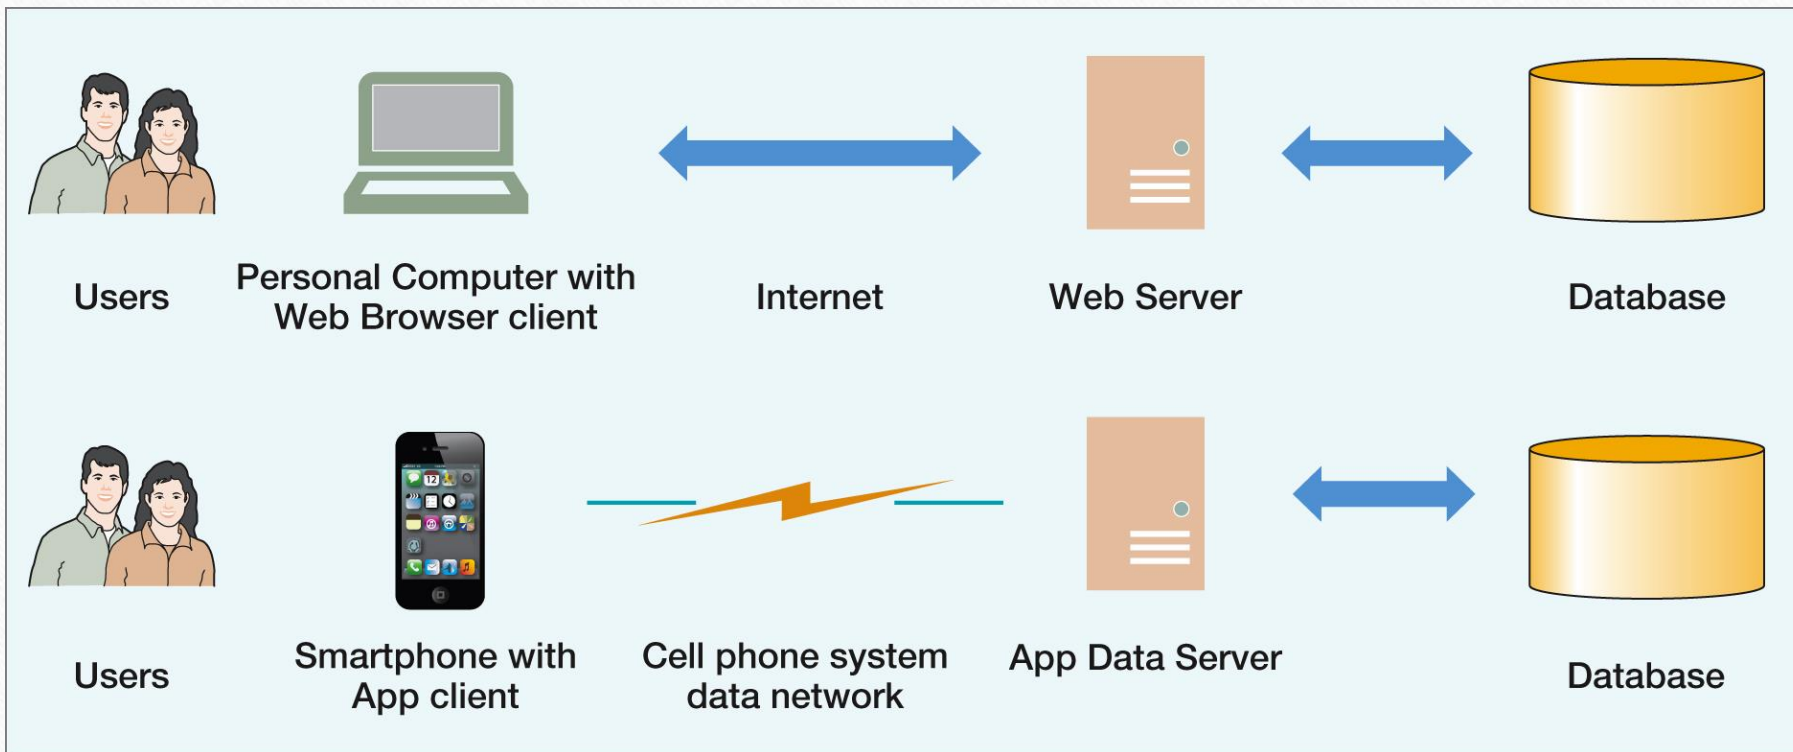 Users
Personal Computer with
Web Browser client
Internet
Web Server
Database
12
Users
Smartphone with
App client
Cell phone system
data network
App Data Server
Database